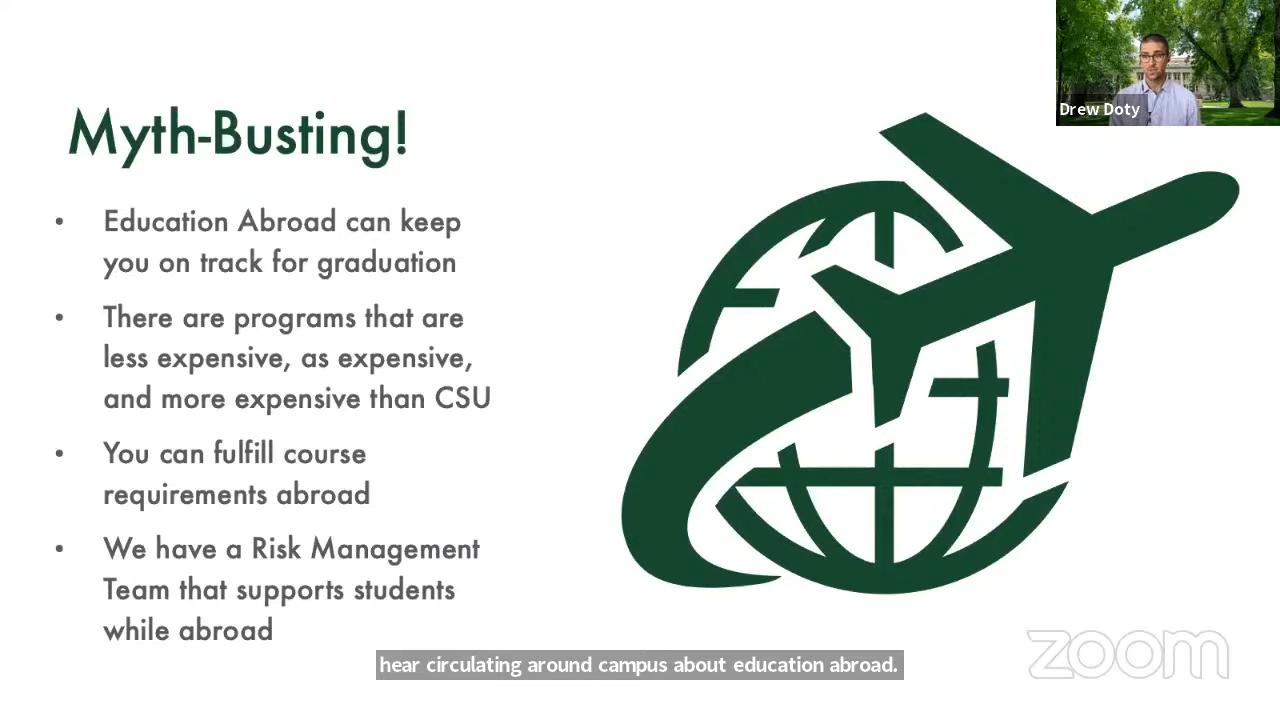 Drew Doty
Myth-Busting!
• Education Abroad can keep
you on track for graduation
• There are programs that are
less expensive, as expensive,
and more expensive than CSU
• You can fulfill course
requirements abroad
• We have a Risk Management
Team that supports students
while abroad
hear circulating around campus about education abroad.
zoom